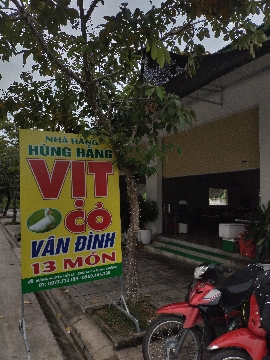 NHÀ HÀNG
HÙNG HẰNG
VỊT
CỎ
VÂN ĐÌNH
13 MÓN